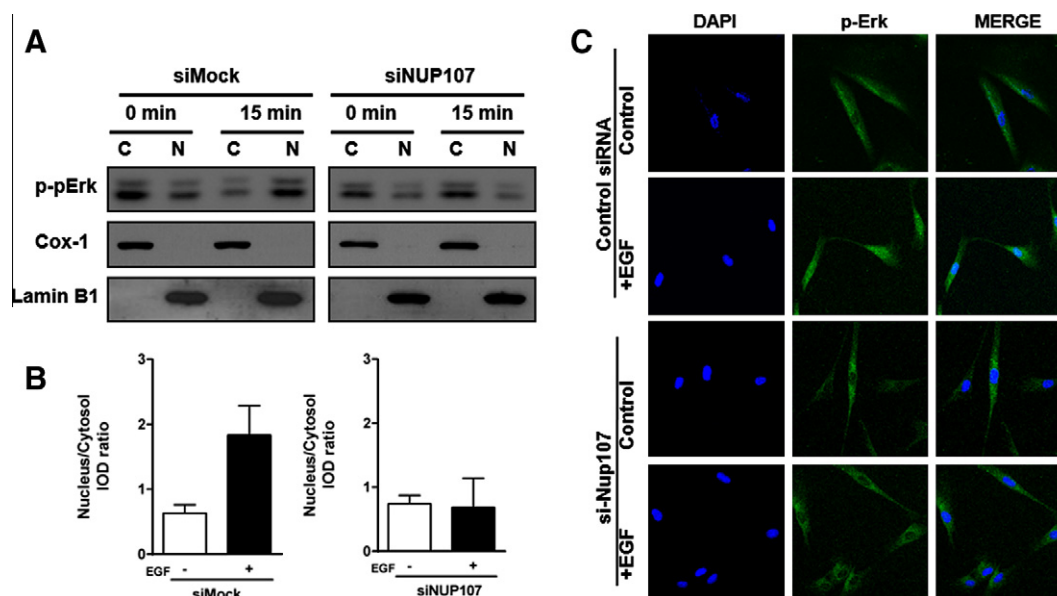 A
siMock
siNUP107
0 min
15 min
0 min
15 min
C N C N C N C N
p-pErk
Cox-1
Lamin B1
B
Nucleus/Cytosol
IOD ratio
3
2
1
0
EGF - +
siMock
Nucleus/Cytosol
IOD ratio
3
2
1
0
EGF - +
siNUP107
C
DAPI p-Erk MERGE
Control siRNA
Control
+EGF
si-Nup107
Control
+EGF